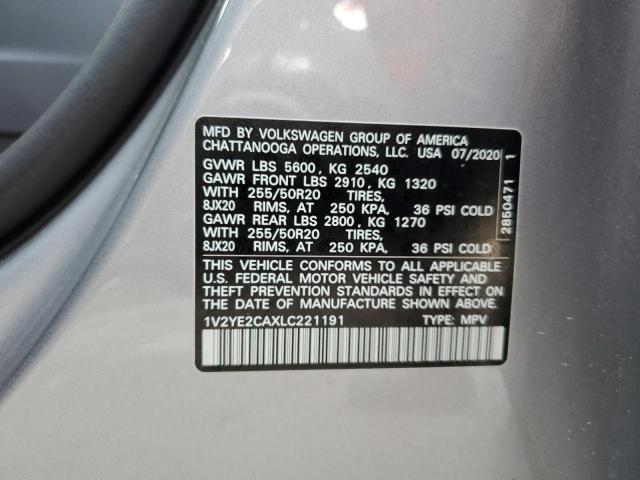 MFD BY VOLKSWAGEN GROUP OF AMERICA
CHATTANOOGA OPERATIONS, LLC. USA 07/2020
GVWR LBS 5600 , KG 2540
GAWR FRONT LBS 2910 , KG 1320
WITH 255/50R20 TIRES,
8JX20 RIMS, AT 250 KPA, 36 PSI COLD
GAWR REAR LBS 2800 , KG 1270
WITH 255/50R20 TIRES,
8JX20 RIMS, AT 250 KPA, 36 PSI COLD
THIS VEHICLE CONFORMS TO ALL APPLICABLE
U.S. FEDERAL MOTOR VEHICLE SAFETY AND
THEFT PREVENTION STANDARDS IN EFFECT ON
THE DATE OF MANUFACTURE SHOWN ABOVE.
1V2YE2CAXLC221191 TYPE: MPV
2850471 1